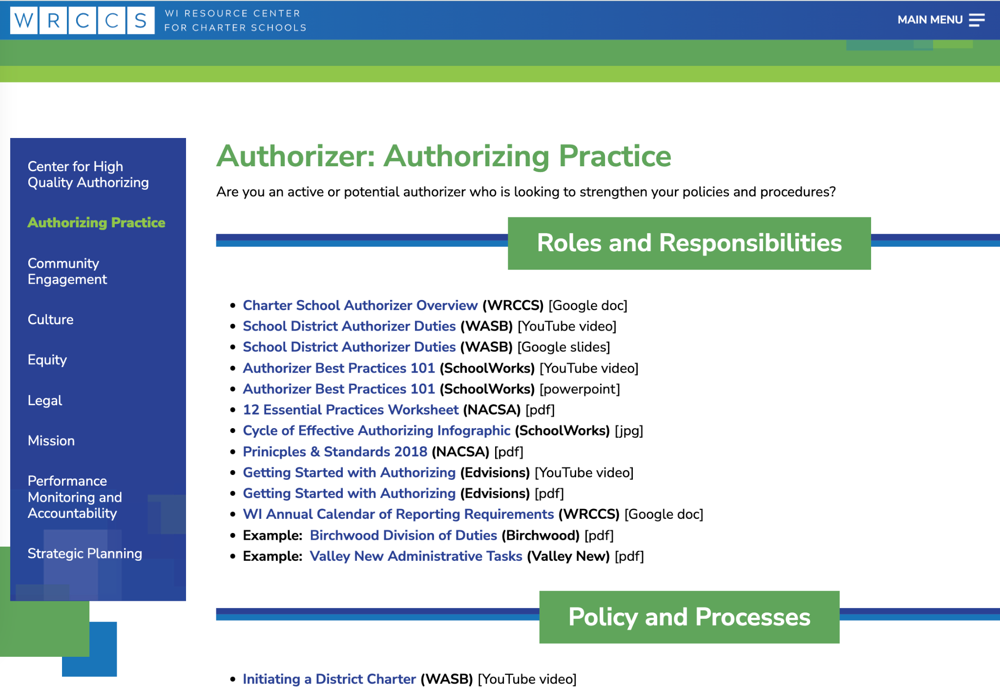 WRCCS
WI RESOURCE CENTER
FOR CHARTER SCHOOLS
MAIN MENU
Center for High
Quality Authorizing
Authorizing Practice
Community
Engagement
Culture
Equity
Legal
Mission
Performance
Monitoring and
Accountability
Strategic Planning
Authorizer: Authorizing Practice
Are you an active or potential authorizer who is looking to strengthen your policies and procedures?
Roles and Responsibilities
• Charter School Authorizer Overview (WRCCS) [Google doc]
• School District Authorizer Duties (WASB) [YouTube video]
• School District Authorizer Duties (WASB) [Google slides]
• Authorizer Best Practices 101 (SchoolWorks) [YouTube video]
• Authorizer Best Practices 101 (SchoolWorks) [powerpoint]
• 12 Essential Practices Worksheet (NACSA) [pdf]
• Cycle of Effective Authorizing Infographic (SchoolWorks) [jpg]
• Prinicples & Standards 2018 (NACSA) [pdf]
• Getting Started with Authorizing (Edvisions) [YouTube video]
• Getting Started with Authorizing (Edvisions) [pdf]
• WI Annual Calendar of Reporting Requirements (WRCCS) [Google doc]
• Example: Birchwood Division of Duties (Birchwood) [pdf]
• Example: Valley New Administrative Tasks (Valley New) [pdf]
Policy and Processes
• Initiating a District Charter (WASB) [YouTube video]